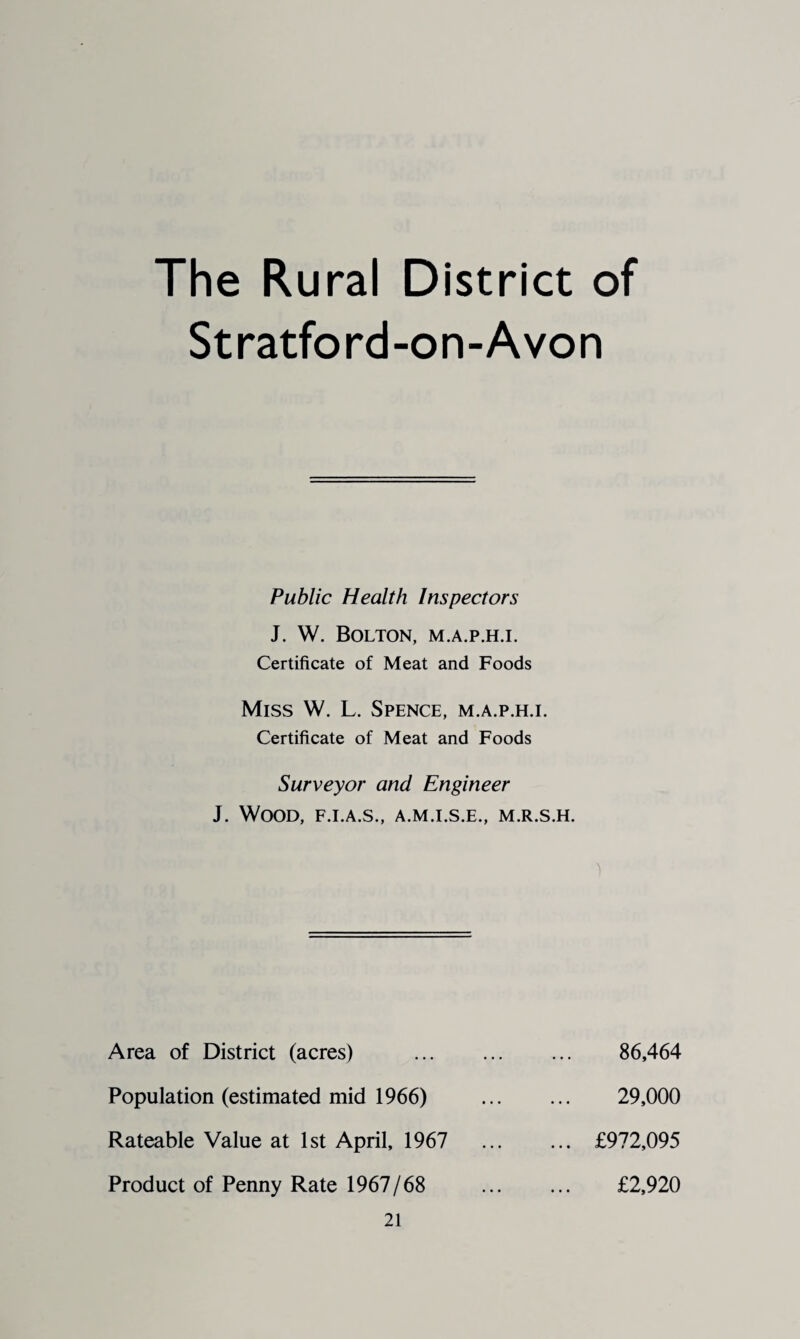 The Rural District of
Stratford-on-Avon
Public Health Inspectors
J. W. BOLTON, M.A.P.H.I.
Certificate of Meat and Foods
MISS W. L. SPENCE, M.A.P.H.I.
Certificate of Meat and Foods
Surveyor and Engineer
J. WOOD, F.I.A.S., A.M.I.S.E., M.R.S.H.
Area of District (acres) ... ... ... 86,464
Population (estimated mid 1966) ... ... 29,000
Rateable Value at 1st April, 1967 ... ... £972,095
Product of Penny Rate 1967/68 ... ... £2,920
21